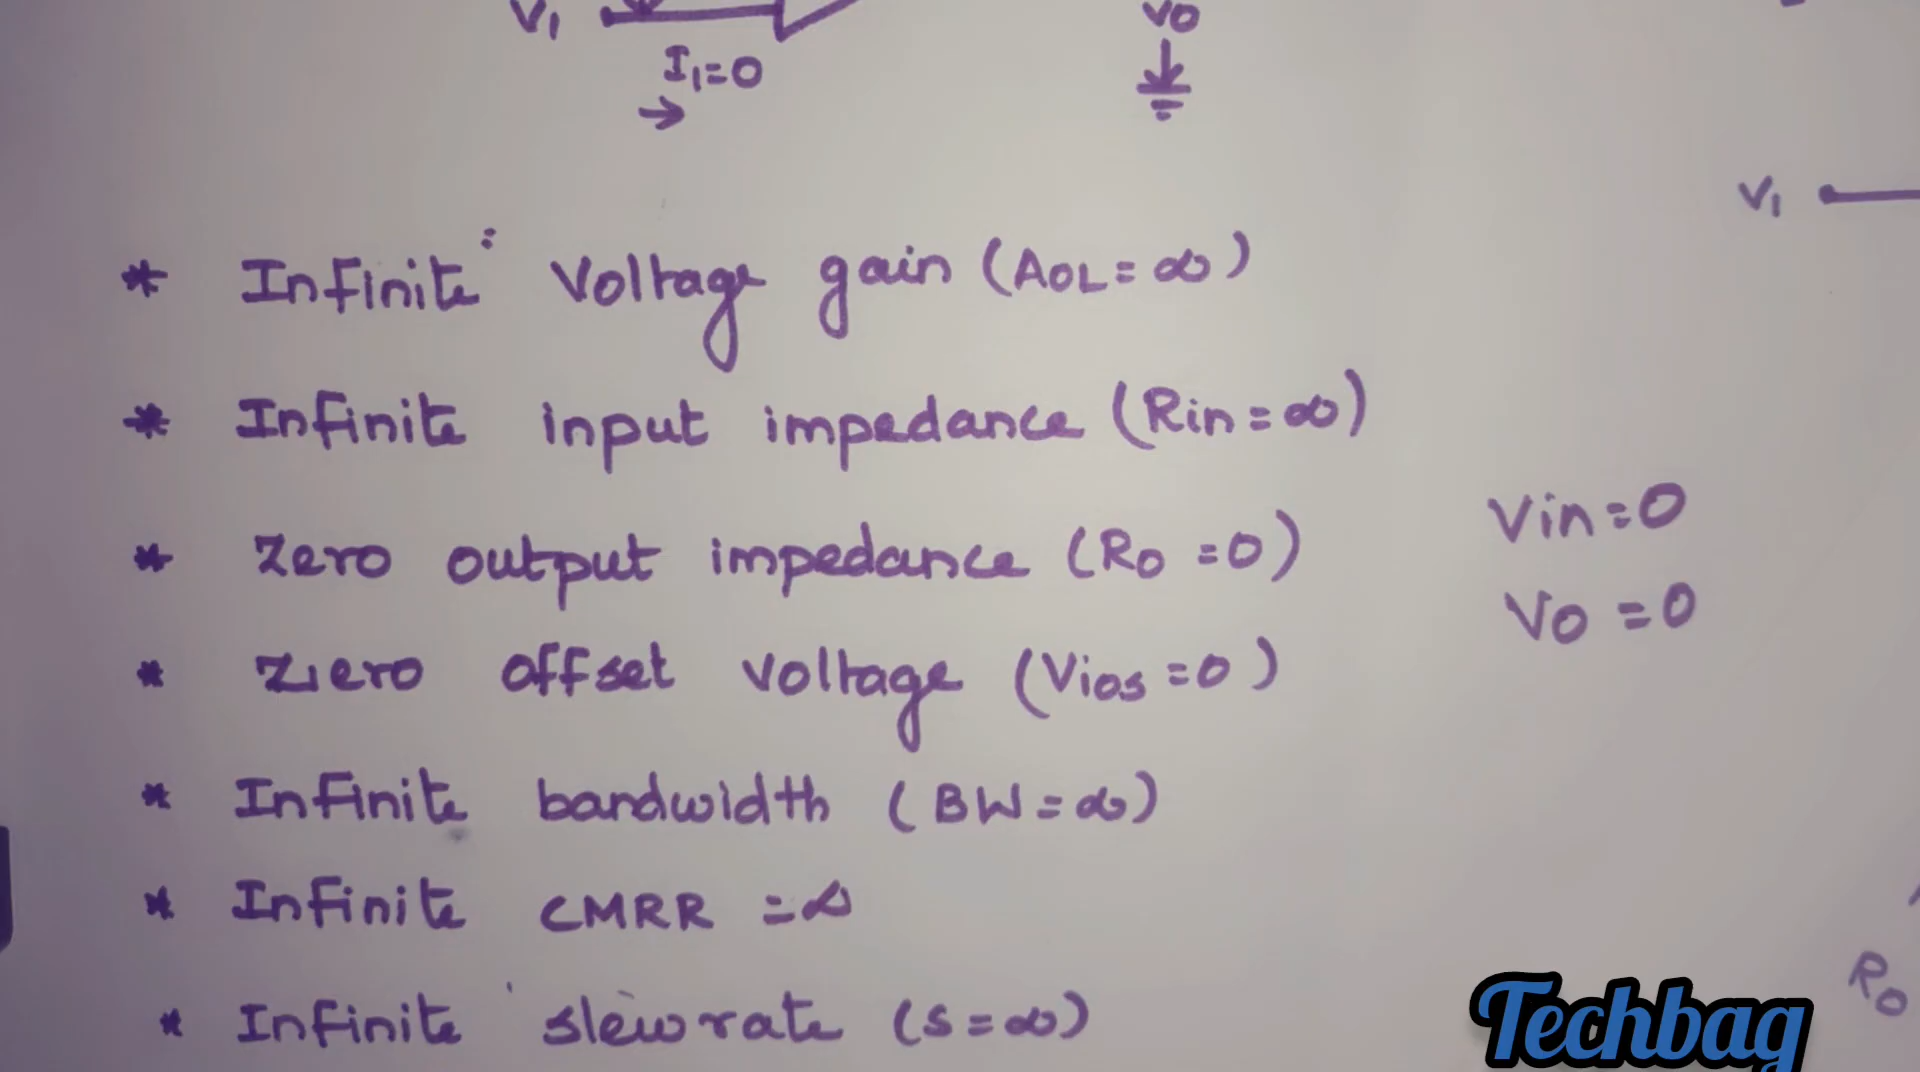 V1
I1=0
Vo
V1
* Infinite Voltage gain (AOL=∞)
* Infinite input impedance (Rin=∞)
* Zero output impedance (Ro=0)
* Zero offset voltage (Vios=0)
* Infinite bandwidth (BW=∞)
* Infinite CMRR =∞
* Infinite slew rate (S=∞)
Vin=0
Vo=0
Ro
Techbag